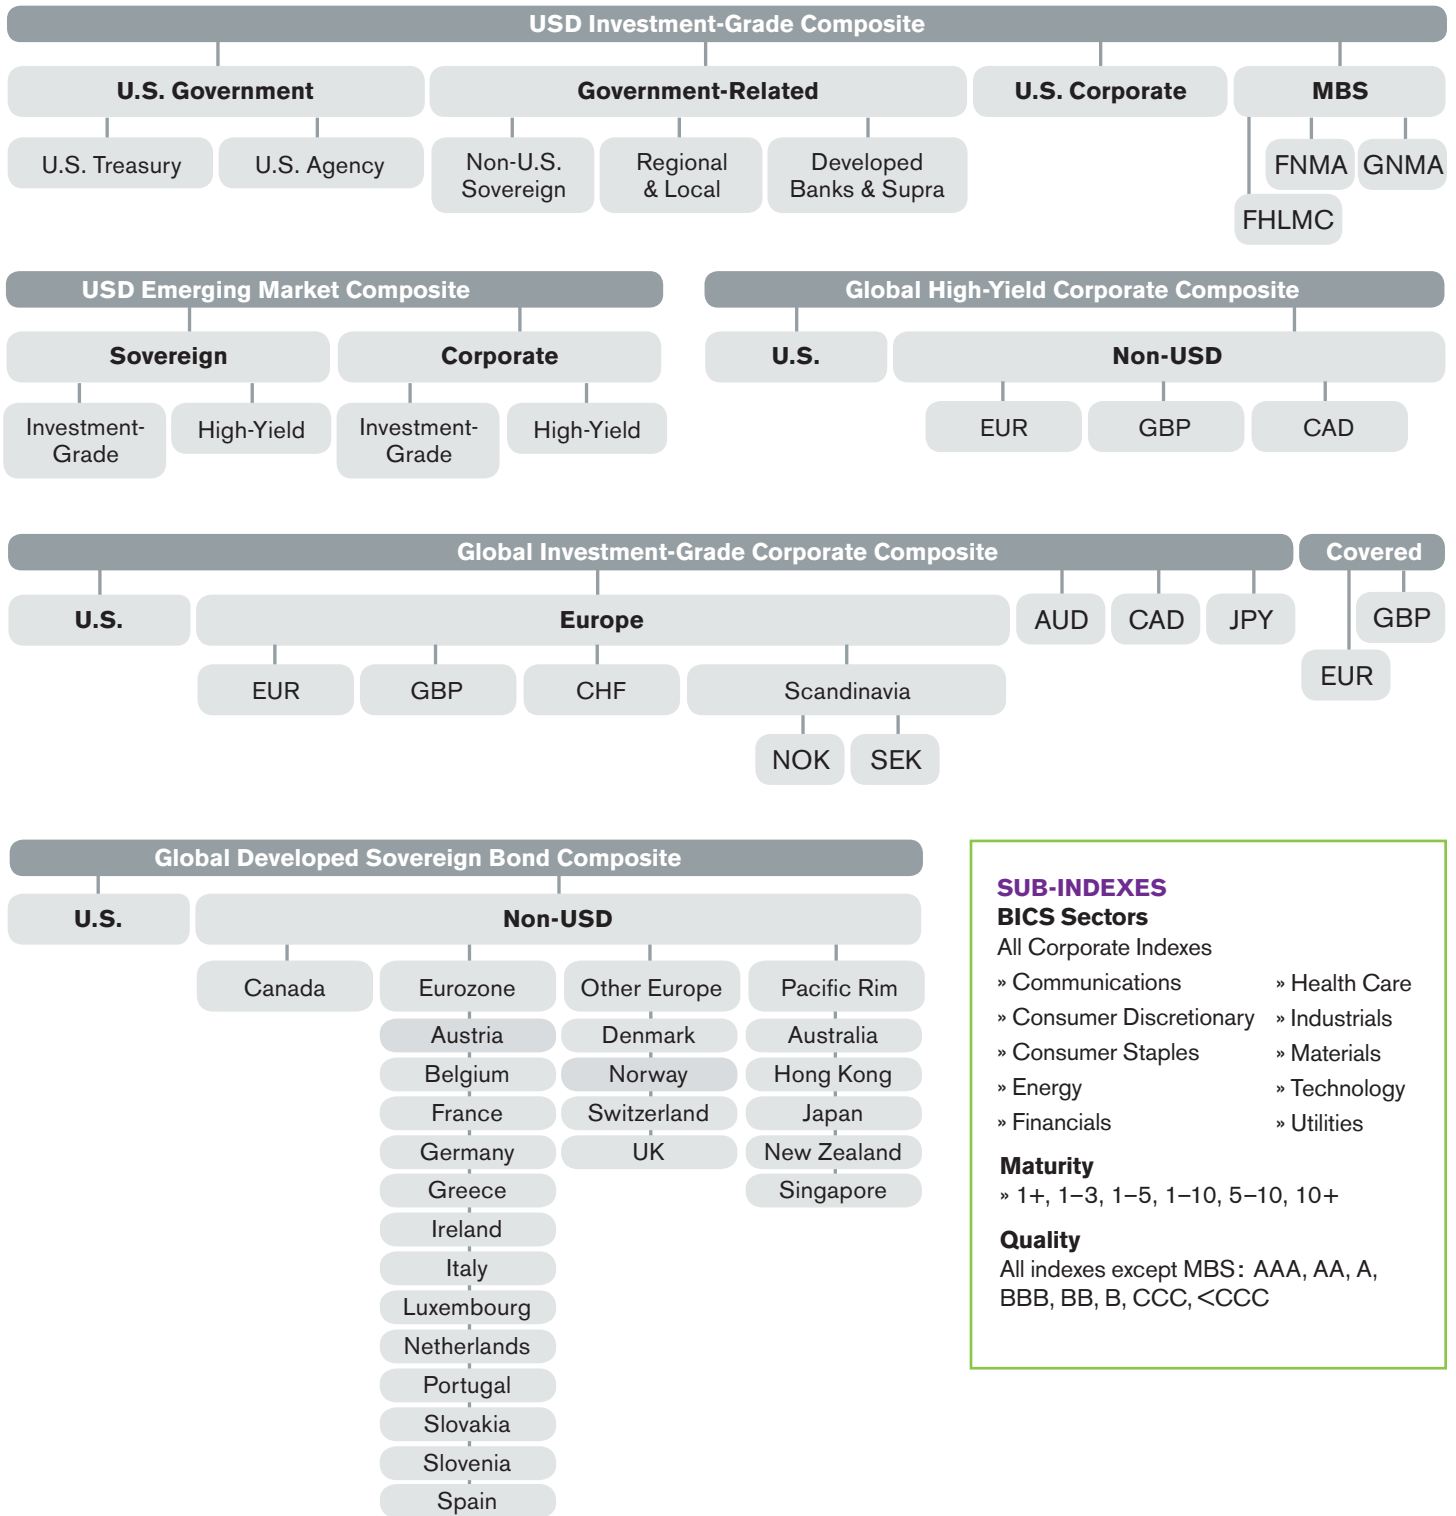 USD Investment-Grade Composite
U.S. Government
Government-Related
U.S. Corporate
MBS
U.S. Treasury
U.S. Agency
Non-U.S.
Sovereign
Regional
& Local
Developed
Banks & Supra
FNMA
GNMA
FHLMC
USD Emerging Market Composite
Sovereign
Corporate
Investment-
Grade
High-Yield
Investment-
Grade
High-Yield
Global High-Yield Corporate Composite
U.S.
Non-USD
EUR
GBP
CAD
Global Investment-Grade Corporate Composite
U.S.
Europe
AUD
CAD
JPY
EUR
GBP
CHF
Scandinavia
NOK
SEK
Covered
GBP
EUR
Global Developed Sovereign Bond Composite
U.S.
Non-USD
Canada
Eurozone
Austria
Belgium
France
Germany
Greece
Ireland
Italy
Luxembourg
Netherlands
Portugal
Slovakia
Slovenia
Spain
Other Europe
Denmark
Norway
Switzerland
UK
Pacific Rim
Australia
Hong Kong
Japan
New Zealand
Singapore
SUB-INDEXES
BICS Sectors
All Corporate Indexes
» Communications
» Consumer Discretionary
» Consumer Staples
» Energy
» Financials
» Health Care
» Industrials
» Materials
» Technology
» Utilities
Maturity
» 1+, 1–3, 1–5, 1–10, 5–10, 10+
Quality
All indexes except MBS: AAA, AA, A,
BBB, BB, B, CCC, <CCC